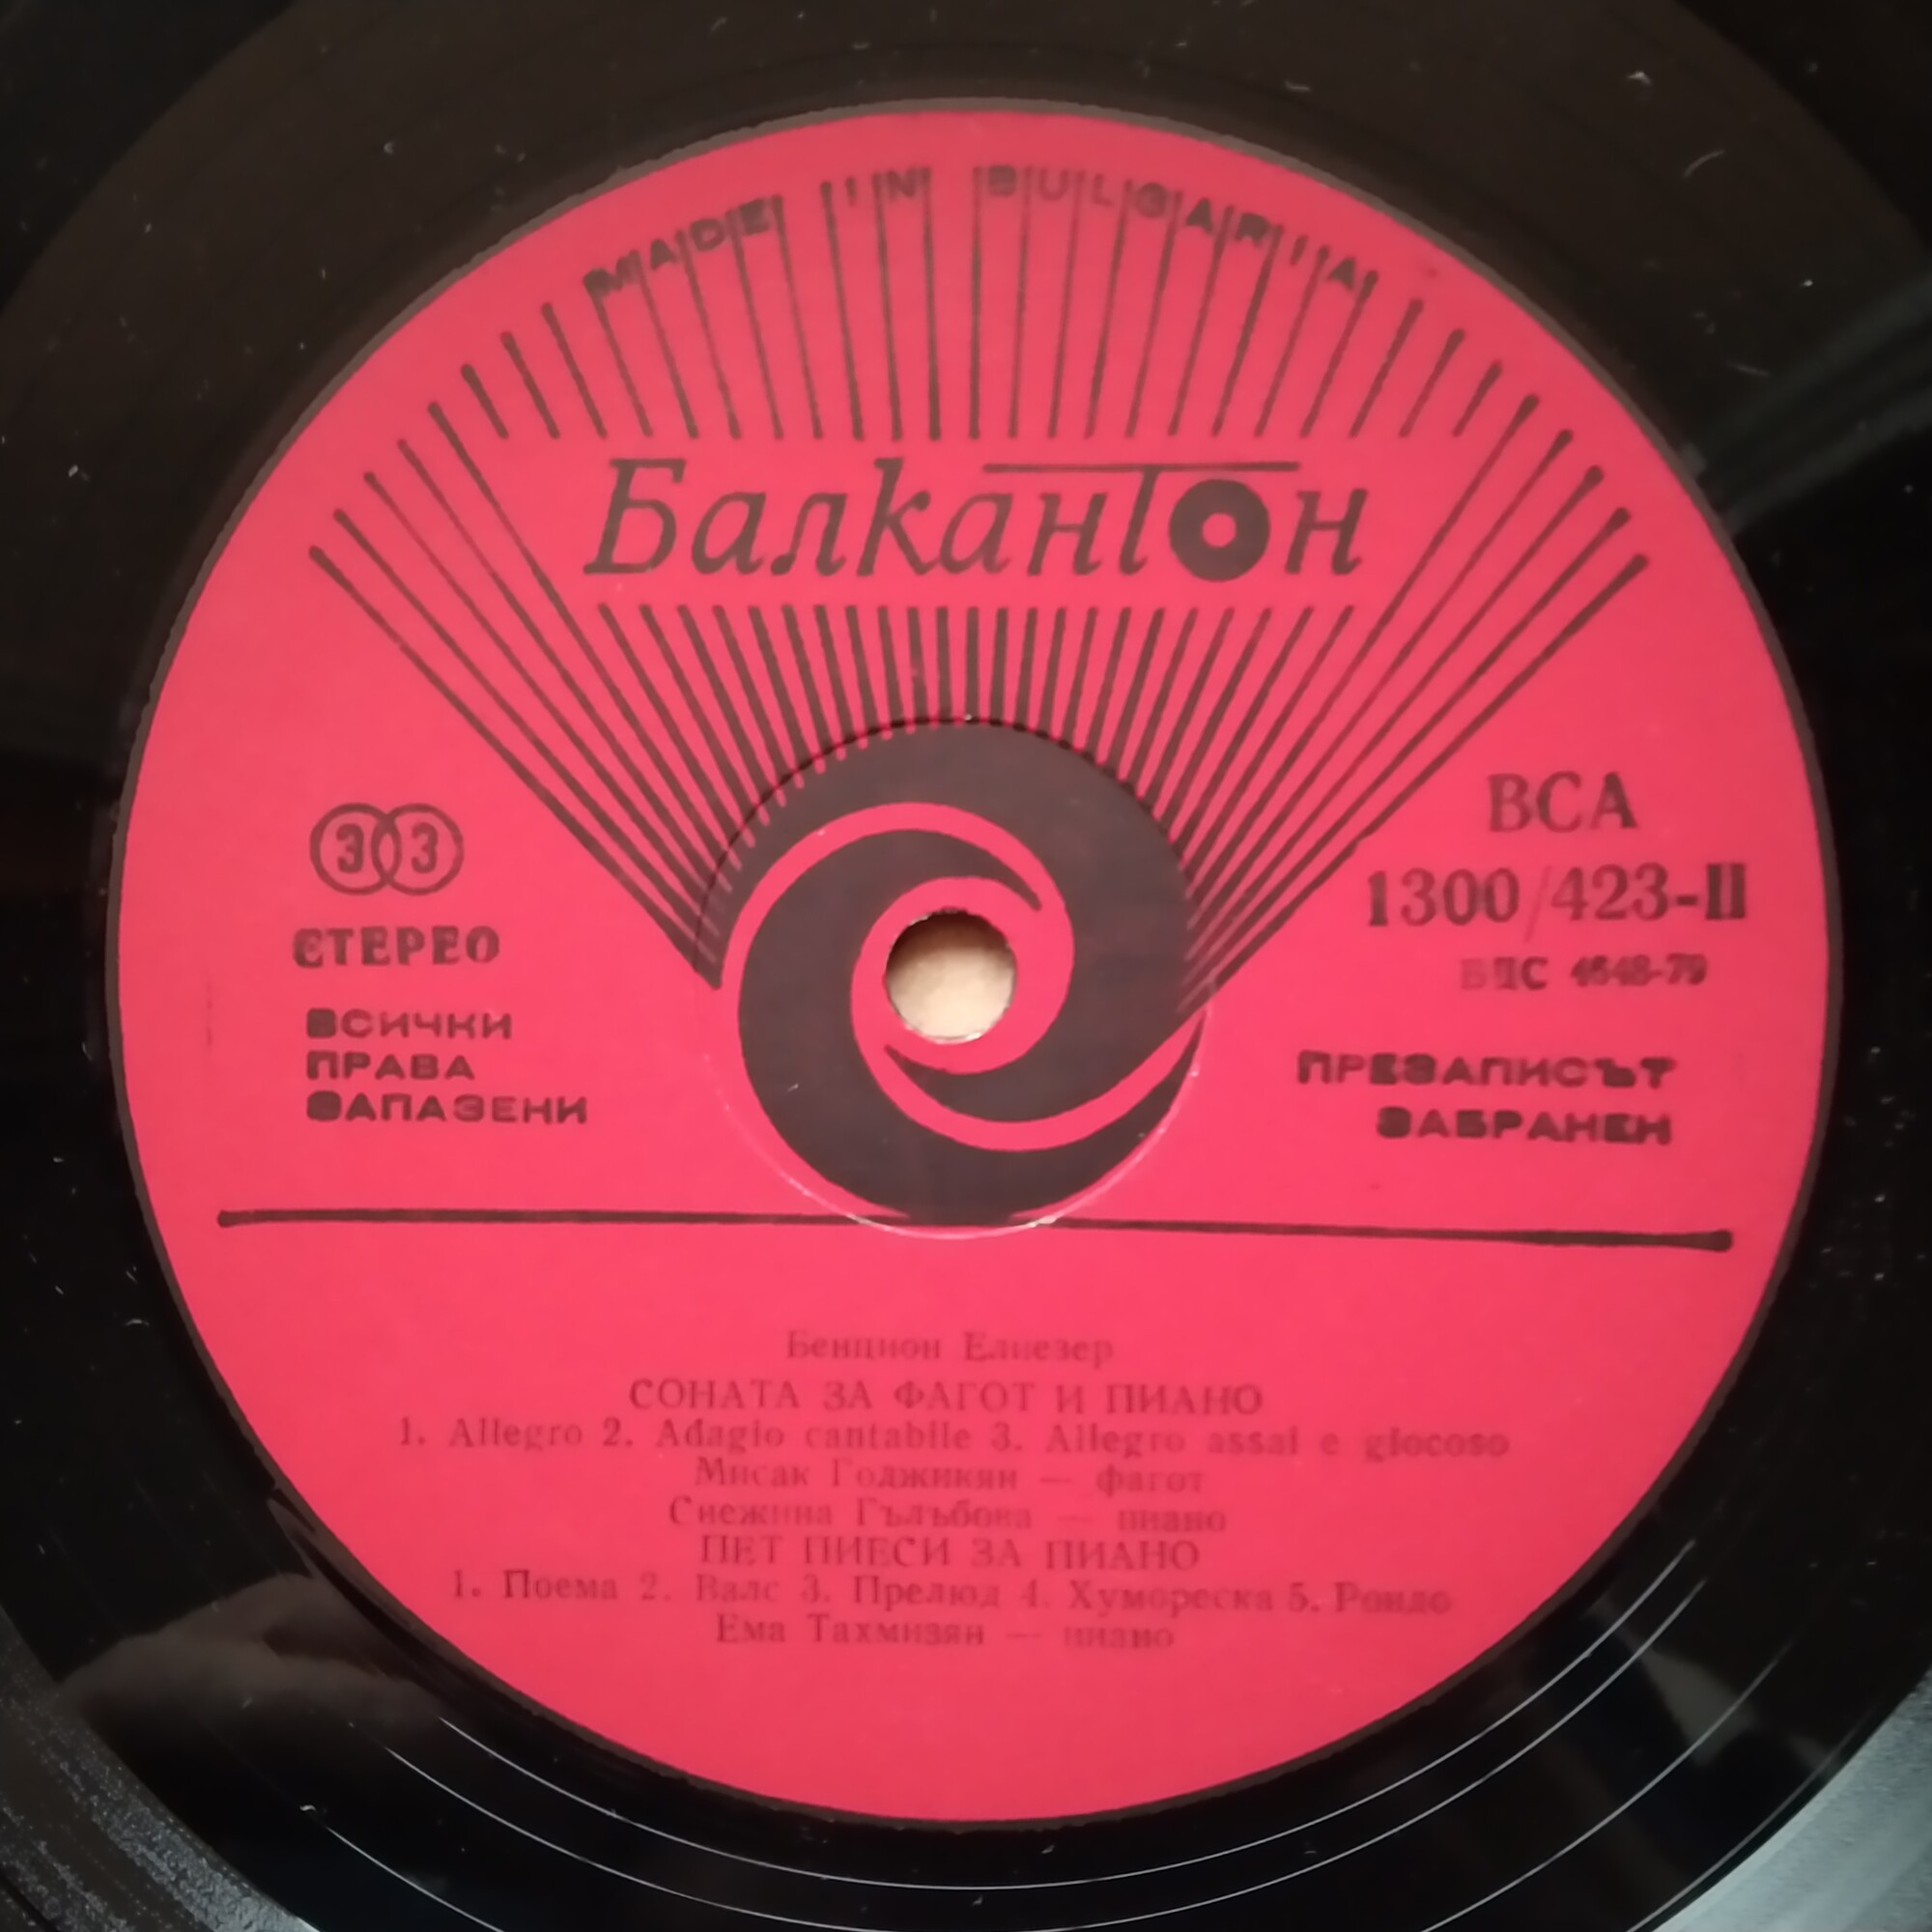 MADE IN BULGARIA
Балкантон
33
СТЕРЕО
ВСИЧКИ
ПРАВА
ЗАПАЗЕНИ
ВСА
1300/423-II
БДС 4648-79
ПРЕЗАПИСЪТ
ЗАБРАНЕН
Бенцион Елиезер
СОНАТА ЗА ФАГОТ И ПИАНО
1. Allegro 2. Adagio cantabile 3. Allegro assai e giocoso
Мисак Годжикян — фагот
Снежина Гълъбова — пиано
ПЕТ ПИЕСИ ЗА ПИАНО
1. Поема 2. Валс 3. Прелюд 4. Хумореска 5. Рондо
Ема Тахмизян — пиано